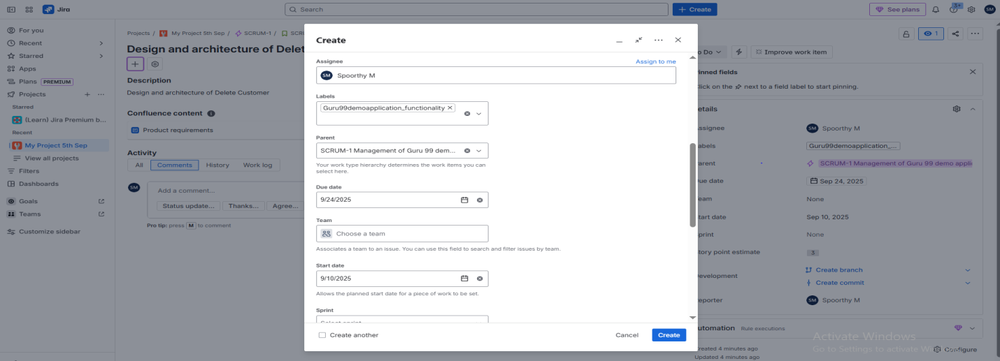 Jira
Search
+ Create
See plans
3+
SM
For you
Recent
Starred
Apps
Plans PREMIUM
Projects
Starred
(Learn) Jira Premium b...
Recent
My Project 5th Sep
View all projects
Filters
Dashboards
Goals
Teams
Customize sidebar
Projects / My Project 5th Sep / SCRUM-1 / SCR
Design and architecture of Delet
Description
Design and architecture of Delete Customer
Confluence content
Product requirements
Activity
All Comments History Work log
SM
Add a comment...
Status update... Thanks... Agree...
Pro tip: press M to comment
Create
Assignee
Assign to me
SM Spoorthy M
Labels
Guru99demoapplication_functionality
Parent
SCRUM-1 Management of Guru 99 dem...
Your work type hierarchy determines the work items you can
select here.
Due date
9/24/2025
Team
Choose a team
Associates a team to an issue. You can use this field to search and filter issues by team.
Start date
9/10/2025
Allows the planned start date for a piece of work to be set.
Sprint
Select sprint
Create another
Cancel
Create
1
o Do
Improve work item
inned fields
lick on the next to a field label to start pinning.
etails
ssignee SM Spoorthy M
abels Guru99demoapplication_...
arent SCRUM-1 Management of Guru 99 demo appli
ue date Sep 24, 2025
eam None
tart date Sep 10, 2025
print None
tory point estimate 3
evelopment
Create branch
Create commit
eporter SM Spoorthy M
utomation Rule executions
reated 4 minutes ago
Updated 4 minutes ago
Configure
Activate Windows
Go to Settings to activate W